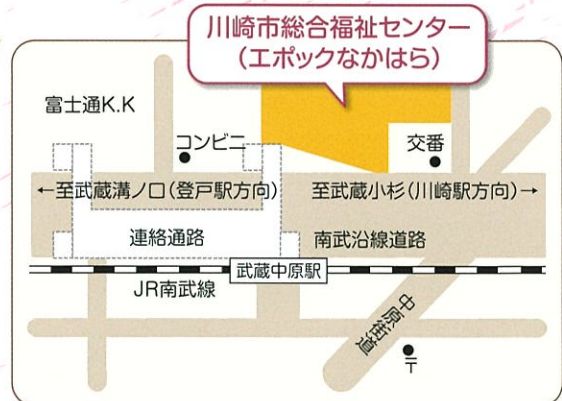 川崎市総合福祉センター
(エポックなかはら)
富士通K.K
コンビニ
交番
←至武蔵溝ノ口(登戸駅方向)
至武蔵小杉(川崎駅方向)→
連絡通路
南武沿線道路
武蔵中原駅
JR南武線
中原街道
〒